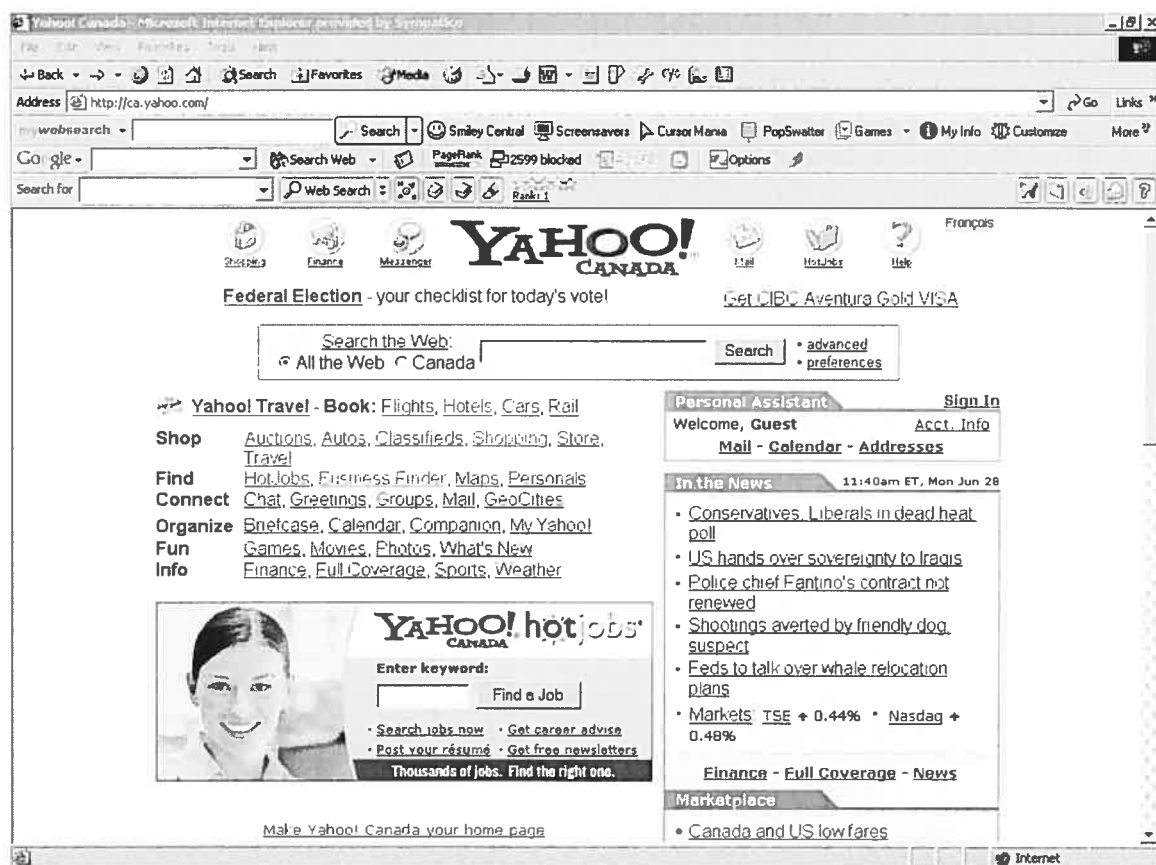 Yahoo! Canada - Microsoft Internet Explorer provided by Sympatico
File Edit View Favorites Tools Help
Back Search Favorites Media
Address http://ca.yahoo.com/ Go Links »
mywebsearch Search Smiley Central Screensavers Cursor Mania PopSwatter Games My Info Customize More »
Google Search Web PageRank 2599 blocked Options
Search for Web Search Rank: 1
Shopping Finance Messenger YAHOO! CANADA Mail HotJobs Help Français
Federal Election - your checklist for today's vote! Get CIBC Aventura Gold VISA
Search the Web:
All the Web Canada Search
• advanced
• preferences
Yahoo! Travel - Book: Flights, Hotels, Cars, Rail
Shop Auctions, Autos, Classifieds, Shopping, Store,
Travel
Find HotJobs, Business Finder, Maps, Personals
Connect Chat, Greetings, Groups, Mail, GeoCities
Organize Briefcase, Calendar, Companion, My Yahoo!
Fun Games, Movies, Photos, What's New
Info Finance, Full Coverage, Sports, Weather
YAHOO! CANADA hotjobs
Enter keyword:
Find a Job
· Search jobs now · Get career advise
· Post your résumé · Get free newsletters
Thousands of jobs. Find the right one.
Make Yahoo! Canada your home page
Personal Assistant Sign In
Welcome, Guest Acct. Info
Mail - Calendar - Addresses
In the News 11:40am ET, Mon Jun 28
• Conservatives, Liberals in dead heat
poll
• US hands over sovereignty to Iraqis
• Police chief Fantino's contract not
renewed
• Shootings averted by friendly dog,
suspect
• Feds to talk over whale relocation
plans
• Markets: TSE + 0.44% • Nasdaq +
0.48%
Finance - Full Coverage - News
Marketplace
• Canada and US low fares
Internet